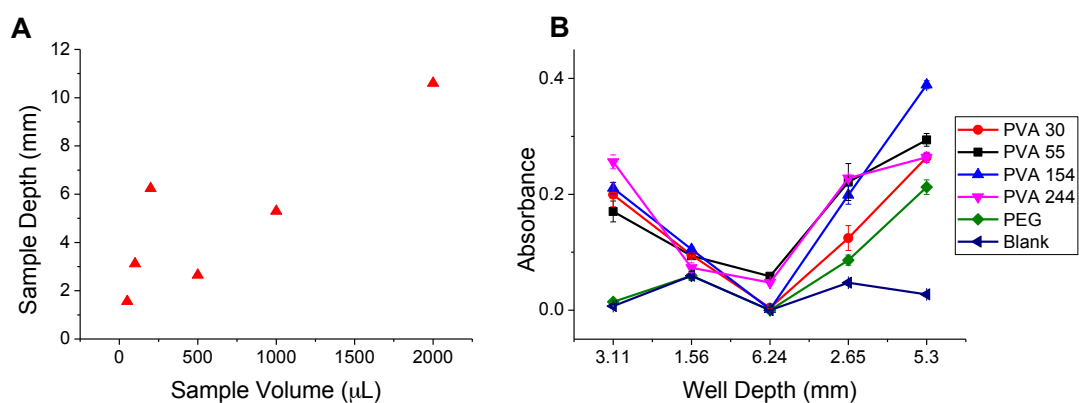 A
12
10
8
6
4
2
0
Sample Depth (mm)
0 500 1000 1500 2000
Sample Volume (μL)
B
0.4
0.2
0.0
Absorbance
3.11 1.56 6.24 2.65 5.3
Well Depth (mm)
PVA 30
PVA 55
PVA 154
PVA 244
PEG
Blank